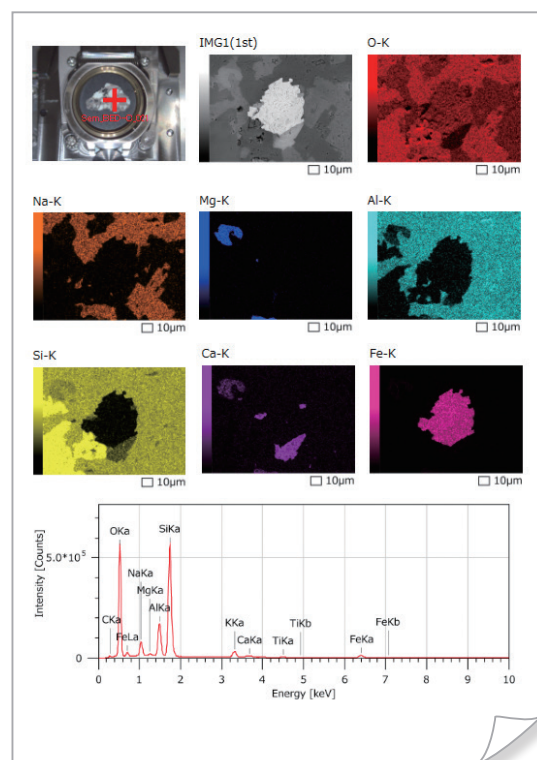 IMG1(1st)
O-K
10μm
10μm
Na-K
Mg-K
Al-K
10μm
10μm
10μm
Si-K
Ca-K
Fe-K
10μm
10μm
10μm
Intensity [Counts]
5.0*10⁵
0
OKa
SiKa
NaKa
MgKa
AlKa
CKa
FeLa
KKa
CaKa
TiKa
TiKb
FeKa
FeKb
0 1 2 3 4 5 6 7 8 9 10
Energy [keV]